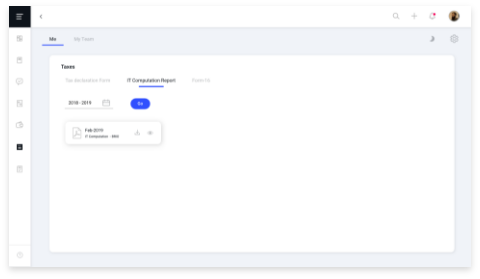 Me
My Team
Taxes
Tax declaration Form
IT Computation Report
Form-16
2018 - 2019
Go
Feb-2019
IT Computation